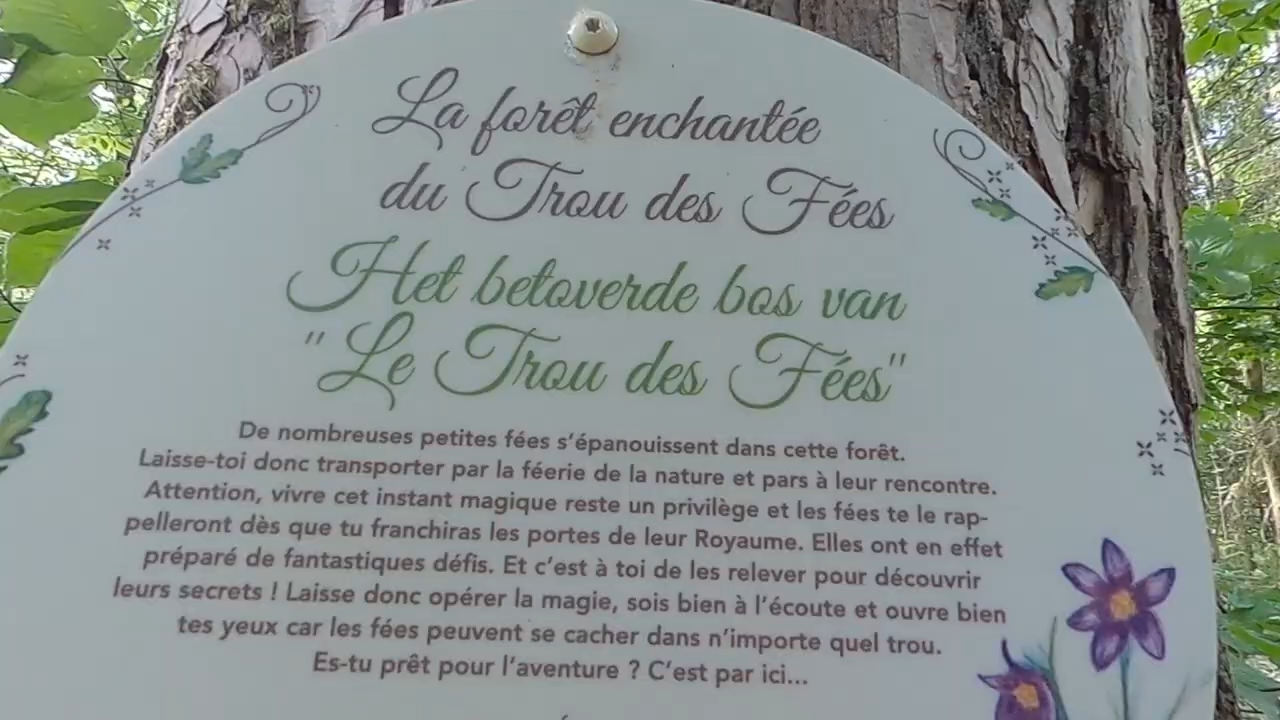 La forêt enchantée
du Trou des Fées
Het betoverde bos van
"Le Trou des Fées"
De nombreuses petites fées s'épanouissent dans cette forêt.
Laisse-toi donc transporter par la féerie de la nature et pars à leur rencontre.
Attention, vivre cet instant magique reste un privilège et les fées te le rap-
pelleront dès que tu franchiras les portes de leur Royaume. Elles ont en effet
préparé de fantastiques défis. Et c'est à toi de les relever pour découvrir
leurs secrets ! Laisse donc opérer la magie, sois bien à l'écoute et ouvre bien
tes yeux car les fées peuvent se cacher dans n'importe quel trou.
Es-tu prêt pour l'aventure ? C'est par ici...